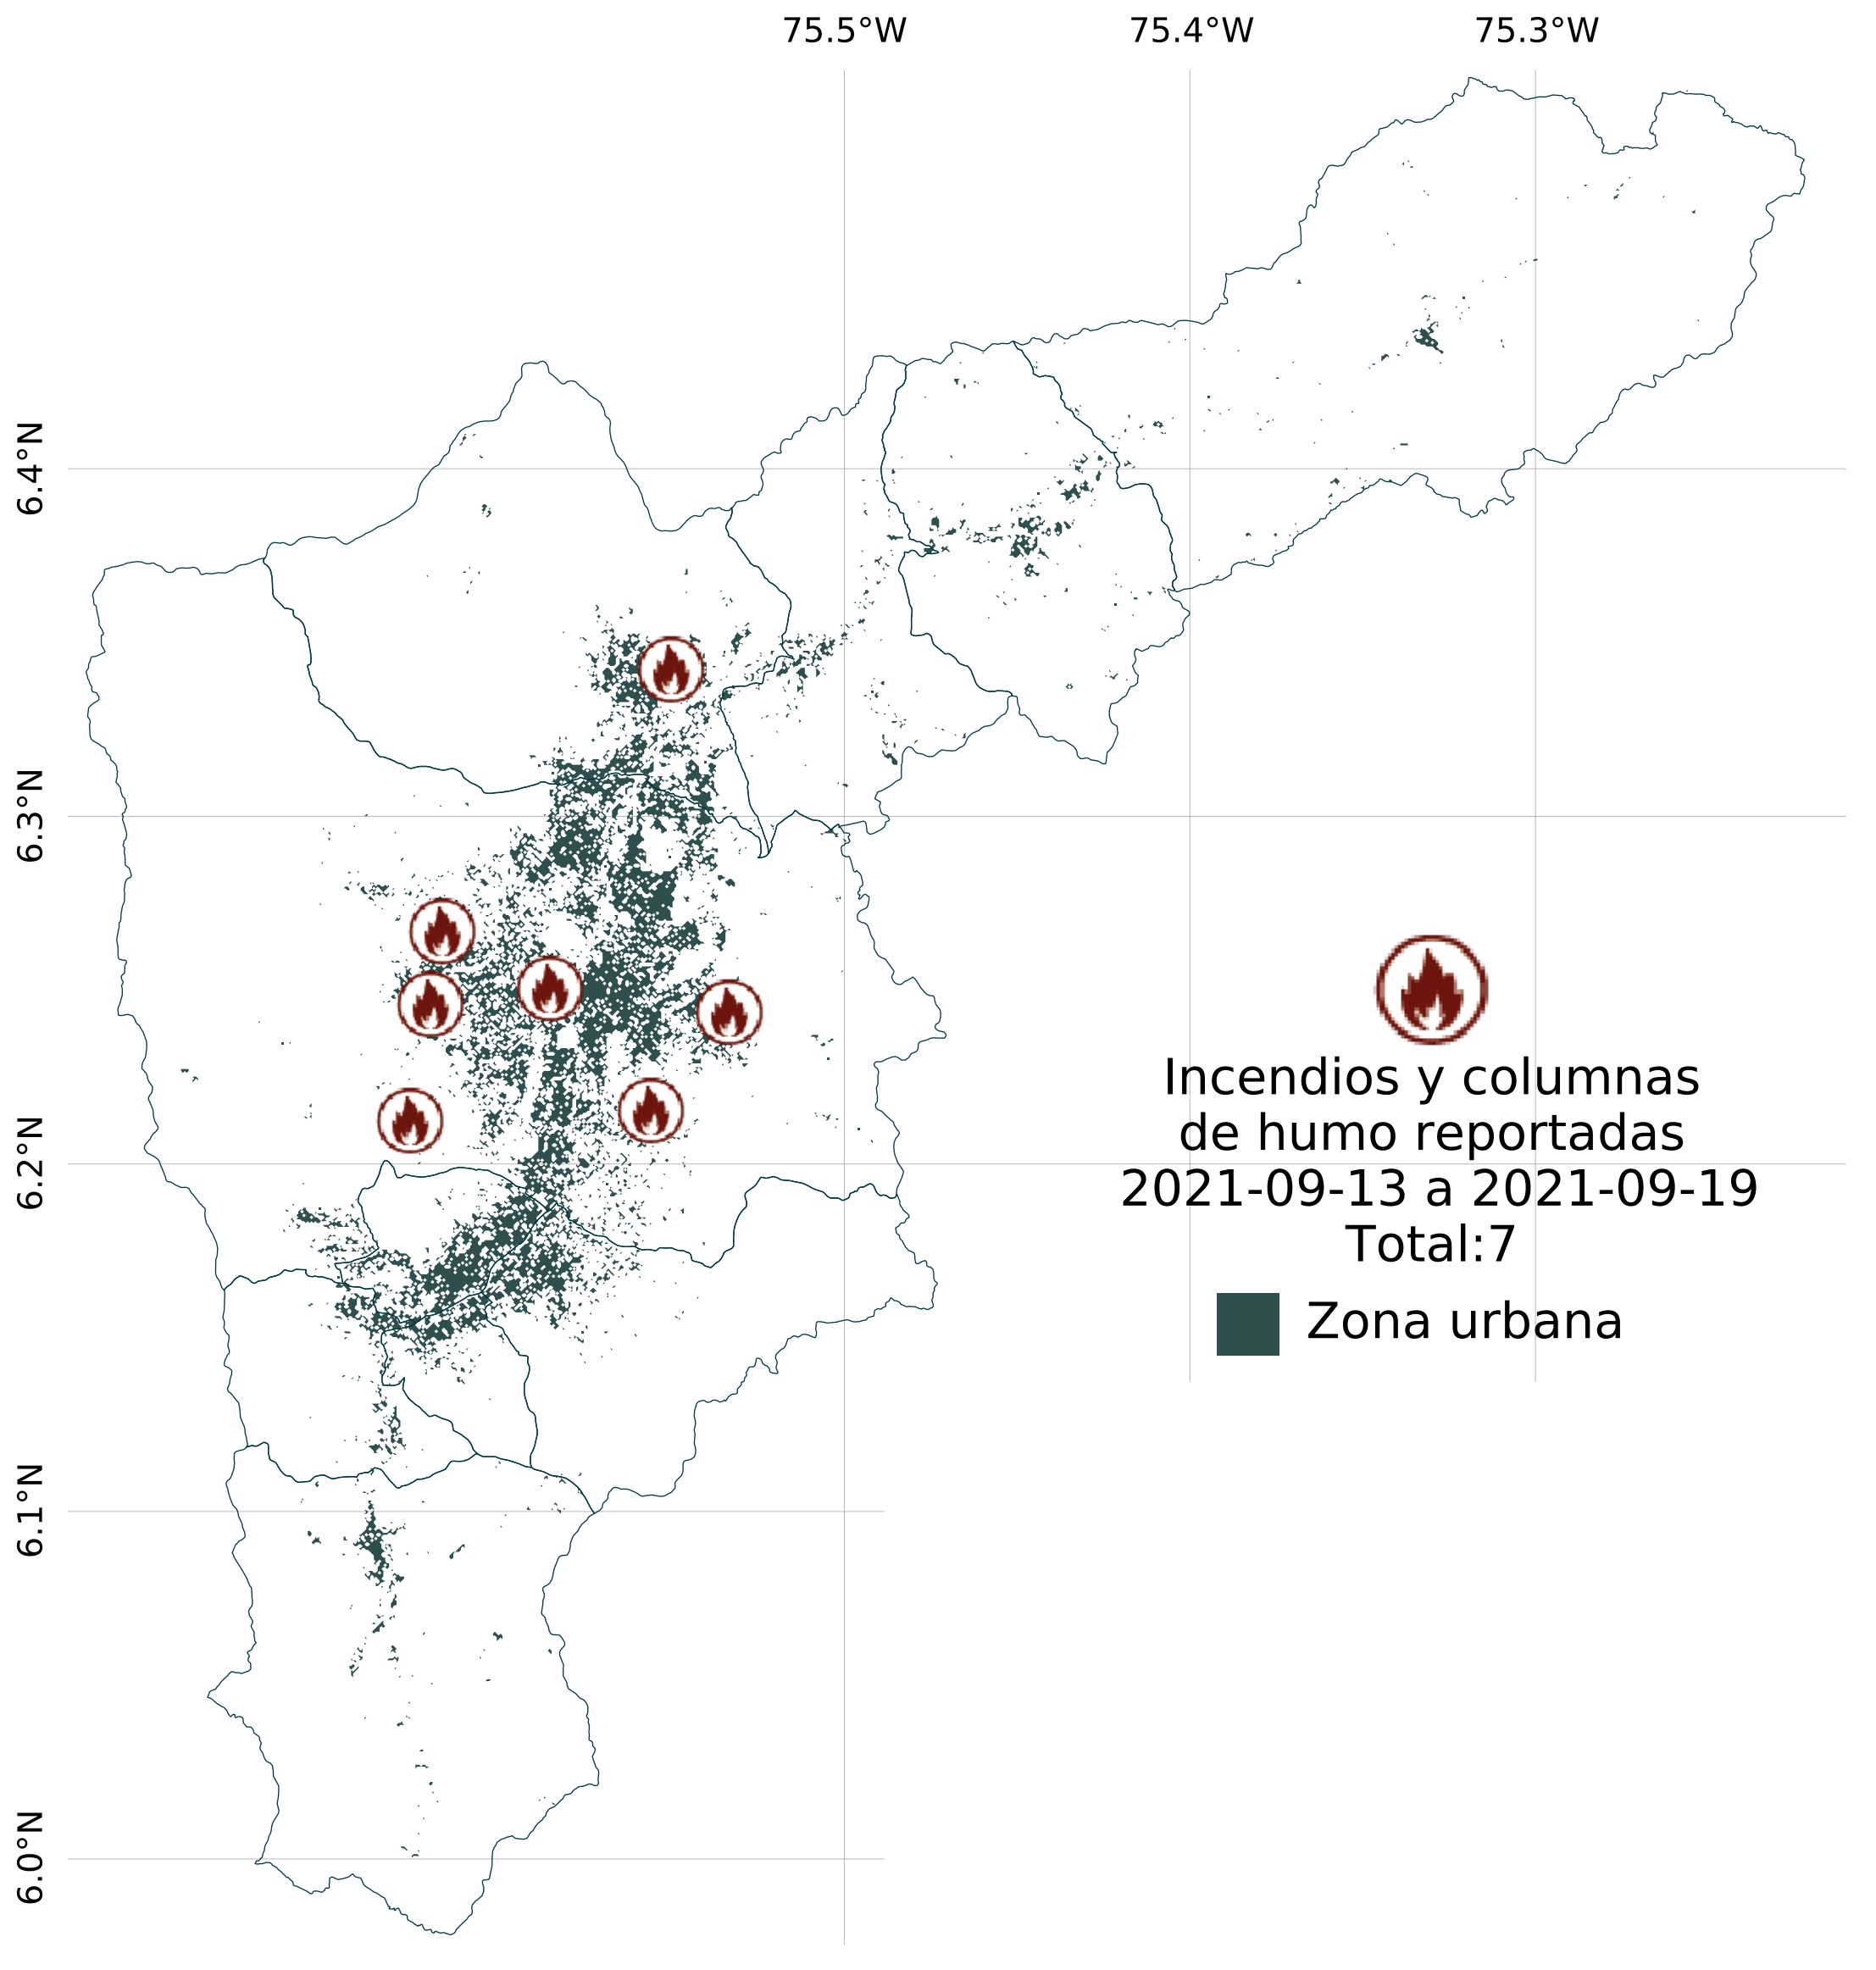 75.5°W 75.4°W 75.3°W
6.4°N
6.3°N
6.2°N
6.1°N
6.0°N
Incendios y columnas
de humo reportadas
2021-09-13 a 2021-09-19
Total:7
Zona urbana